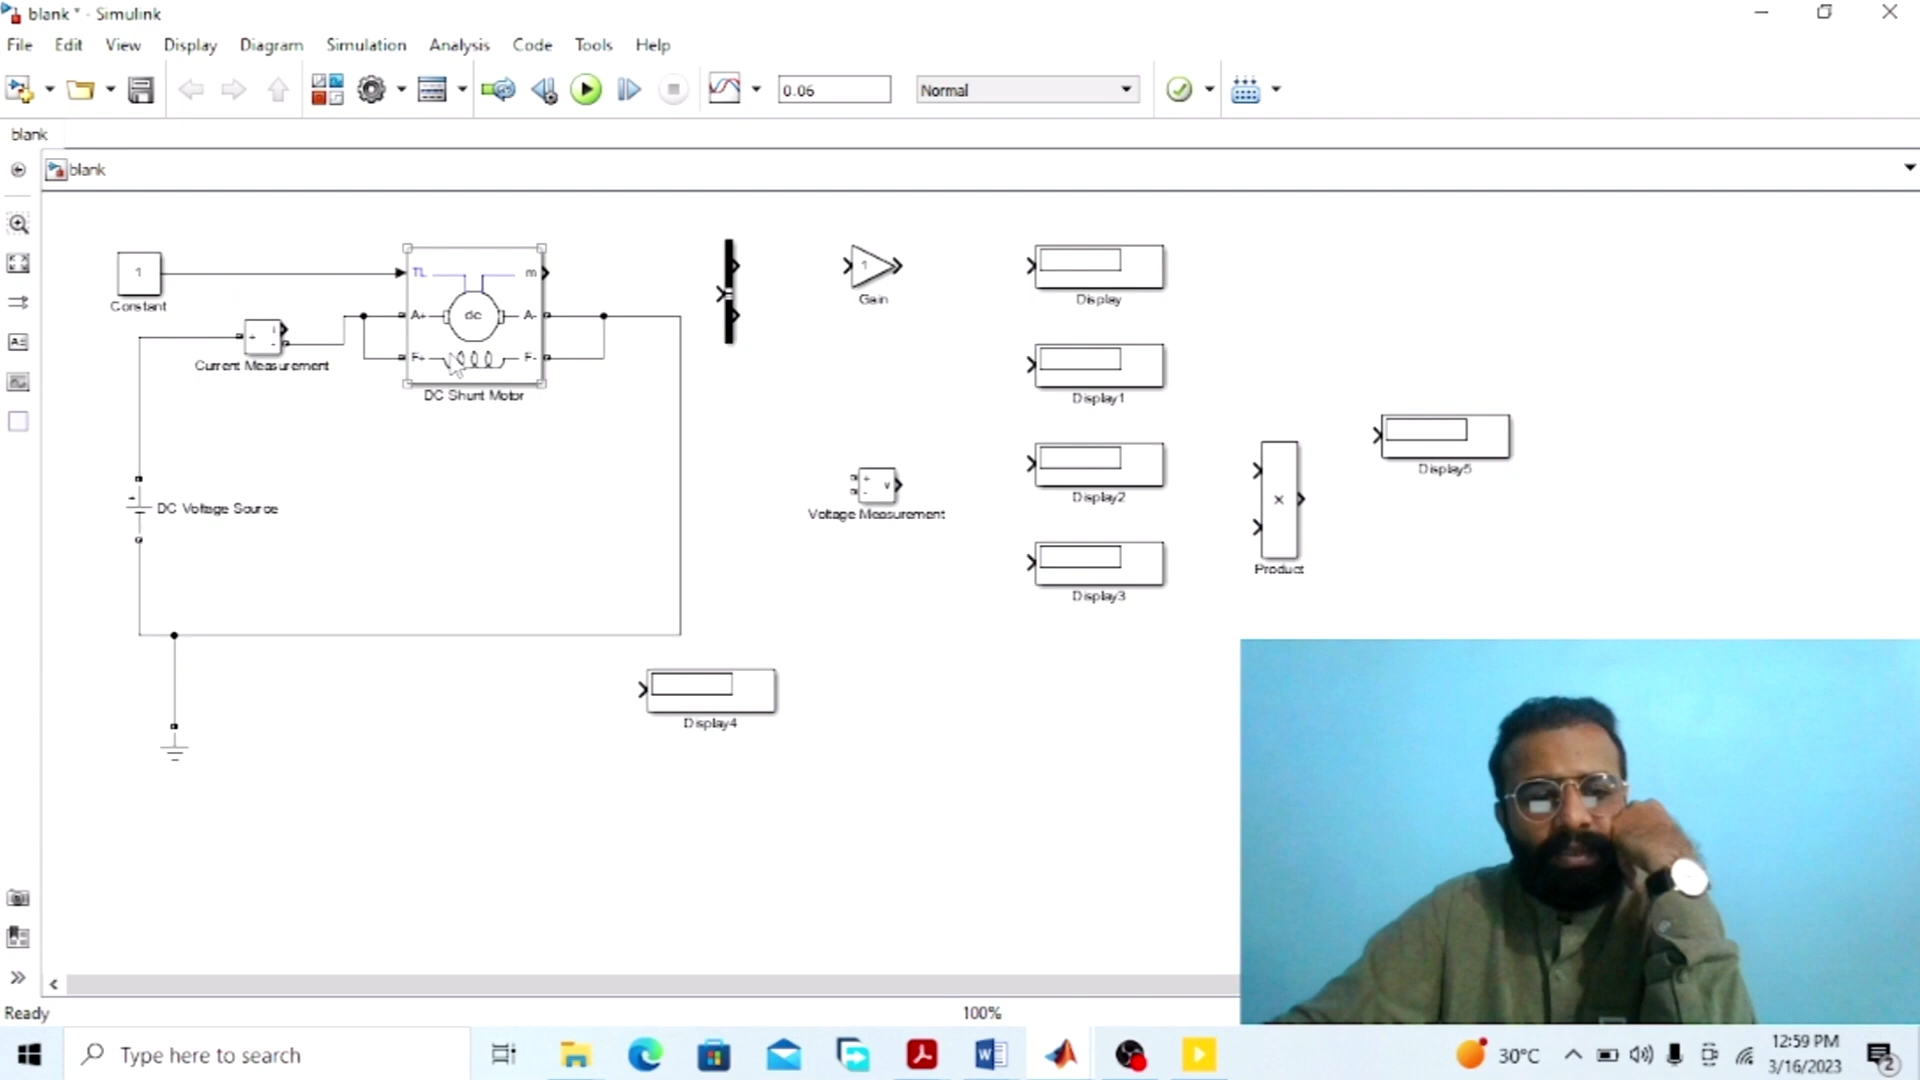 blank * - Simulink
File Edit View Display Diagram Simulation Analysis Code Tools Help
0.06
Normal
blank
blank
1
Constant
TL
m
A+
dc
A-
F+
F-
DC Shunt Motor
+
i
-
Current Measurement
1
Gain
Display
Display1
Display2
Display3
Display5
+
-
v
Voltage Measurement
×
Product
+
DC Voltage Source
Display4
Ready
100%
Type here to search
30°C
12:59 PM
3/16/2023
2